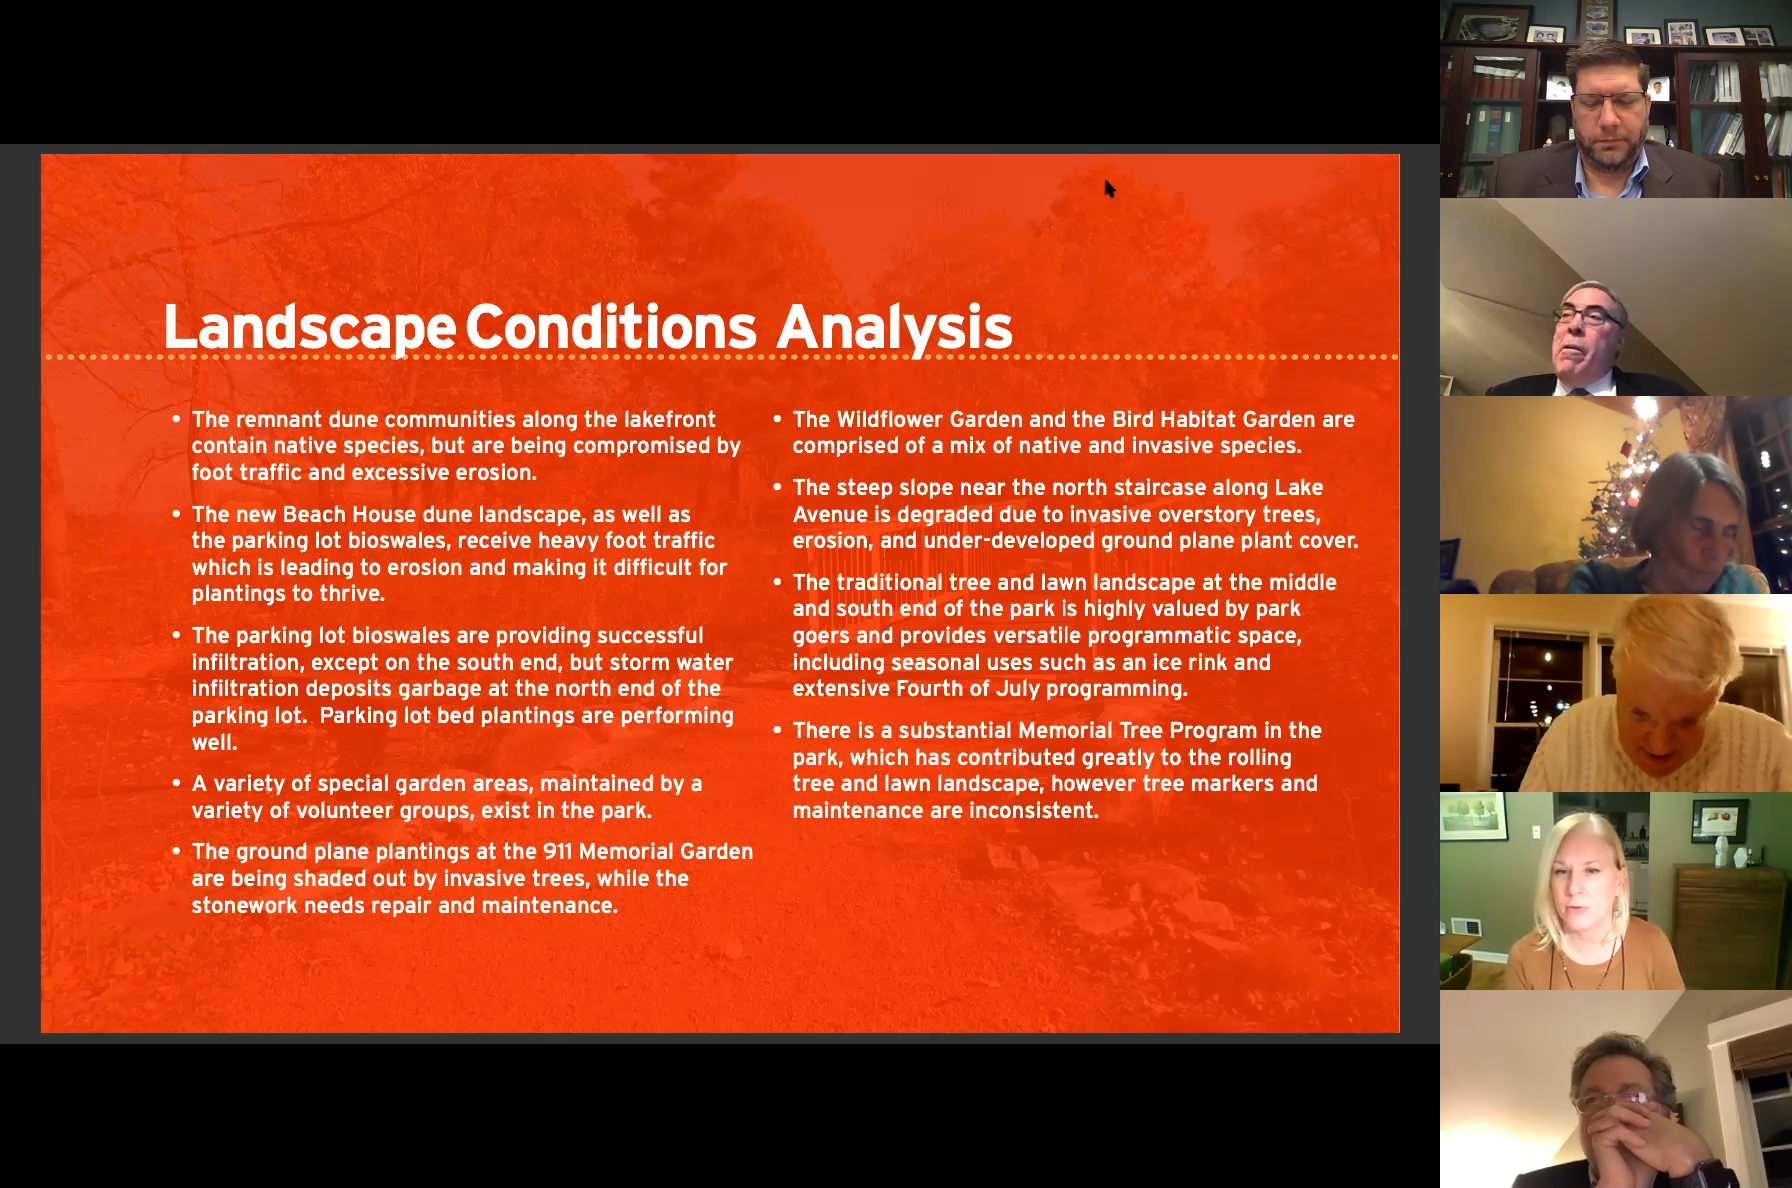 Landscape Conditions Analysis
• The remnant dune communities along the lakefront
contain native species, but are being compromised by
foot traffic and excessive erosion.
• The new Beach House dune landscape, as well as
the parking lot bioswales, receive heavy foot traffic
which is leading to erosion and making it difficult for
plantings to thrive.
• The parking lot bioswales are providing successful
infiltration, except on the south end, but storm water
infiltration deposits garbage at the north end of the
parking lot. Parking lot bed plantings are performing
well.
• A variety of special garden areas, maintained by a
variety of volunteer groups, exist in the park.
• The ground plane plantings at the 911 Memorial Garden
are being shaded out by invasive trees, while the
stonework needs repair and maintenance.
• The Wildflower Garden and the Bird Habitat Garden are
comprised of a mix of native and invasive species.
• The steep slope near the north staircase along Lake
Avenue is degraded due to invasive overstory trees,
erosion, and under-developed ground plane plant cover.
• The traditional tree and lawn landscape at the middle
and south end of the park is highly valued by park
goers and provides versatile programmatic space,
including seasonal uses such as an ice rink and
extensive Fourth of July programming.
• There is a substantial Memorial Tree Program in the
park, which has contributed greatly to the rolling
tree and lawn landscape, however tree markers and
maintenance are inconsistent.